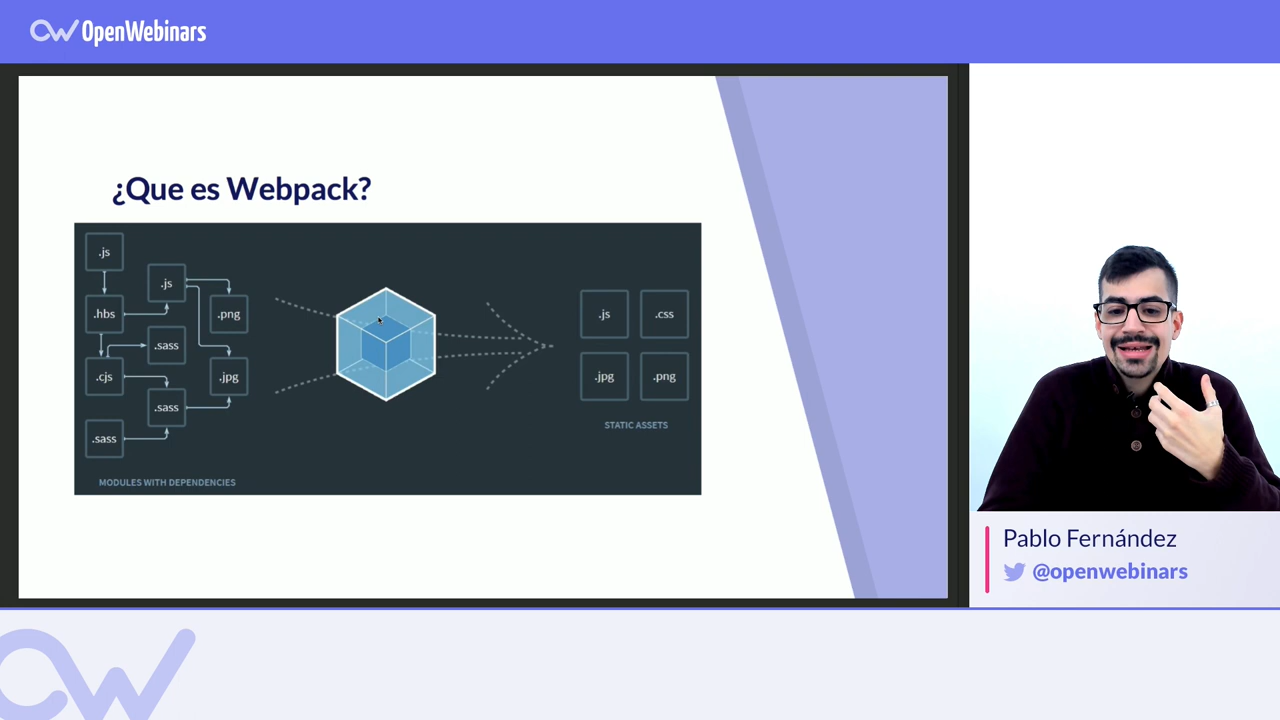 OpenWebinars
¿Que es Webpack?
.js
.js
.hbs
.png
.sass
.cjs
.jpg
.sass
.sass
MODULES WITH DEPENDENCIES
.js
.css
.jpg
.png
STATIC ASSETS
Pablo Fernández
@openwebinars